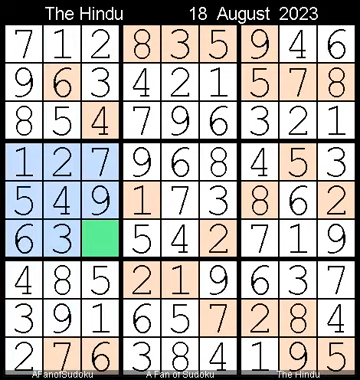 The Hindu 18 August 2023
7 1 2 8 3 5 9 4 6
9 6 3 4 2 1 5 7 8
8 5 4 7 9 6 3 2 1
1 2 7 9 6 8 4 5 3
5 4 9 1 7 3 8 6 2
6 3 5 4 2 7 1 9
4 8 5 2 1 9 6 3 7
3 9 1 6 5 7 2 8 4
2 7 6 3 8 4 1 9 5
AFanofSudoku A Fan of Sudoku The Hindu